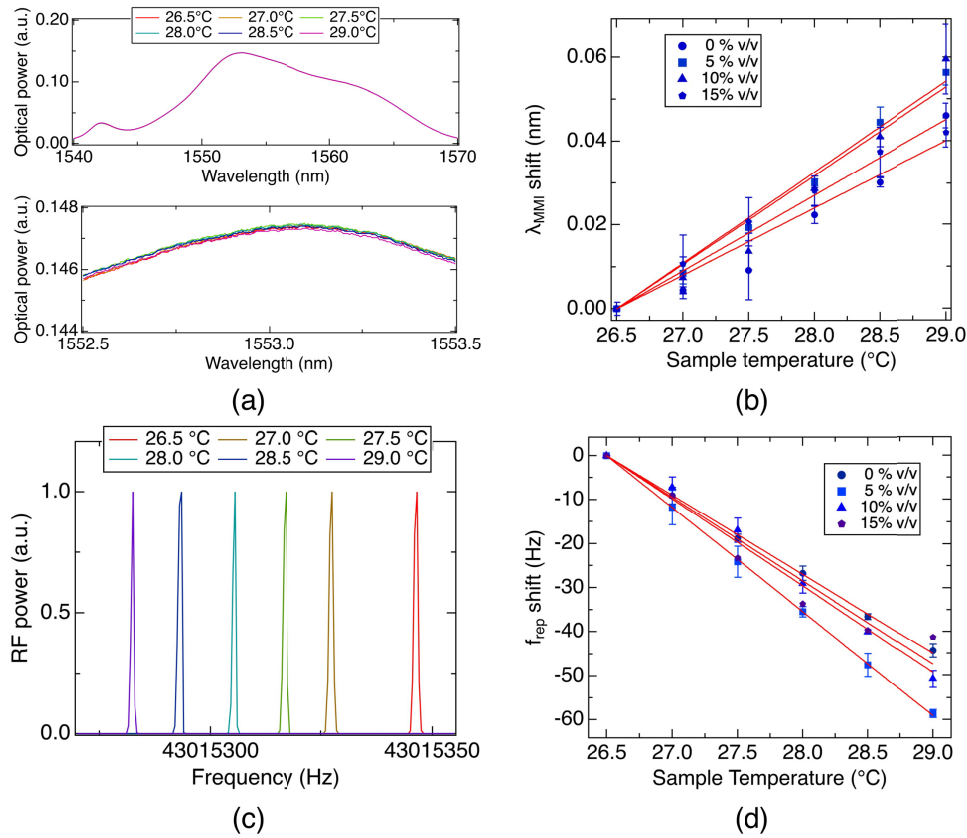 26.5°C 27.0°C 27.5°C
28.0°C 28.5°C 29.0°C
Optical power (a.u.)
0.20
0.10
0.00
1540 1550 1560 1570
Wavelength (nm)
Optical power (a.u.)
0.148
0.146
0.144
1552.5 1553.0 1553.5
Wavelength (nm)
(a)
λMMI shift (nm)
0.06
0.04
0.02
0.00
0 % v/v
5 % v/v
10% v/v
15% v/v
26.5 27.0 27.5 28.0 28.5 29.0
Sample temperature (°C)
(b)
26.5 °C 27.0 °C 27.5 °C
28.0 °C 28.5 °C 29.0 °C
RF power (a.u.)
1.0
0.5
0.0
43015300 43015350
Frequency (Hz)
(c)
frep shift (Hz)
0
-10
-20
-30
-40
-50
-60
0 % v/v
5 % v/v
10% v/v
15% v/v
26.5 27.0 27.5 28.0 28.5 29.0
Sample Temperature (°C)
(d)